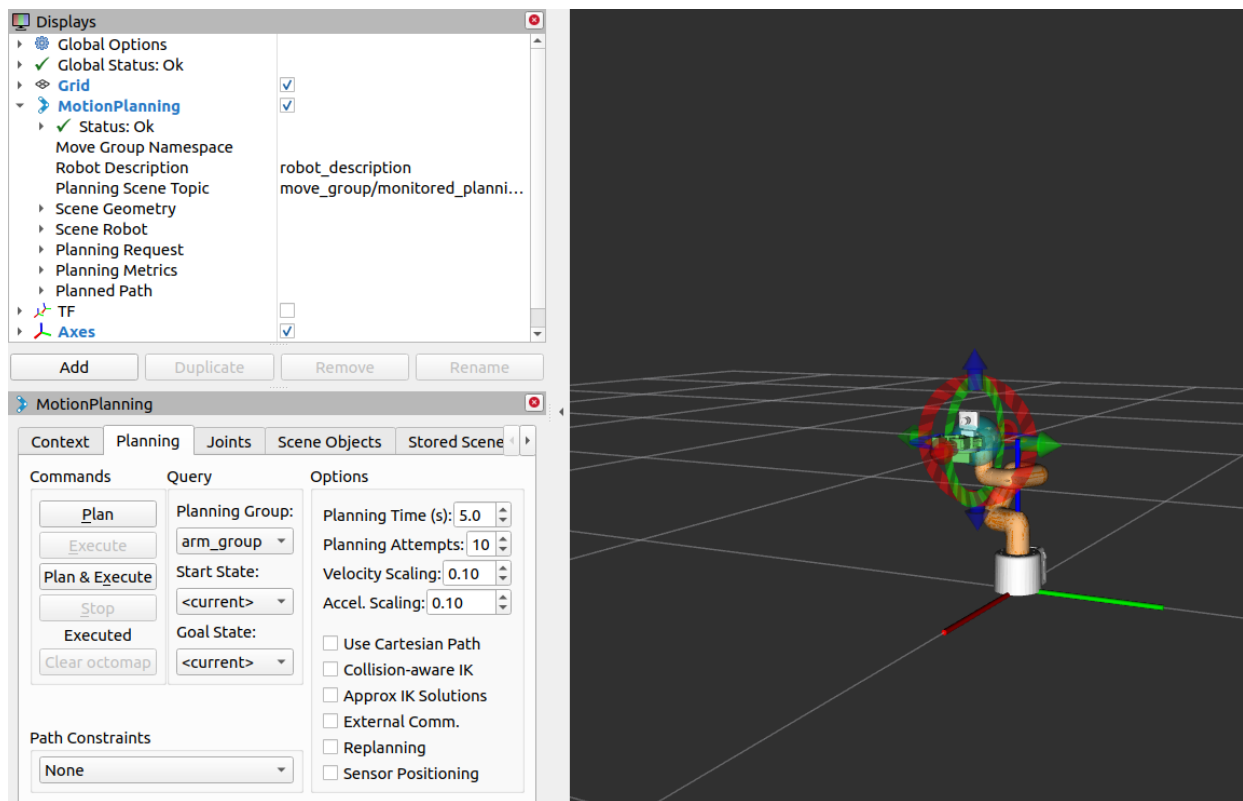 Displays
Global Options
Global Status: Ok
Grid
MotionPlanning
Status: Ok
Move Group Namespace
Robot Description robot_description
Planning Scene Topic move_group/monitored_planni...
Scene Geometry
Scene Robot
Planning Request
Planning Metrics
Planned Path
TF
Axes
Add Duplicate Remove Rename
MotionPlanning
Context Planning Joints Scene Objects Stored Scene
Commands Query Options
Plan
Execute
Plan & Execute
Stop
Executed
Clear octomap
Planning Group:
arm_group
Start State:
<current>
Goal State:
<current>
Planning Time (s): 5.0
Planning Attempts: 10
Velocity Scaling: 0.10
Accel. Scaling: 0.10
Use Cartesian Path
Collision-aware IK
Approx IK Solutions
External Comm.
Replanning
Sensor Positioning
Path Constraints
None